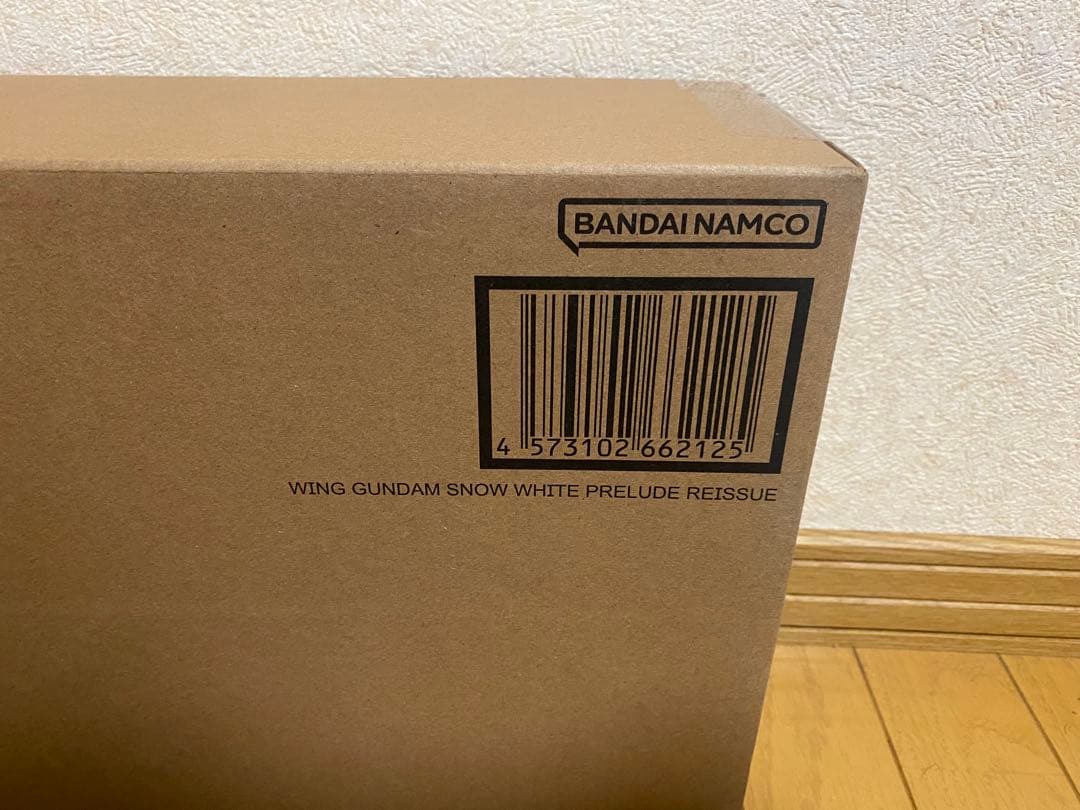 BANDAI NAMCO
4 573102 662125
WING GUNDAM SNOW WHITE PRELUDE REISSUE